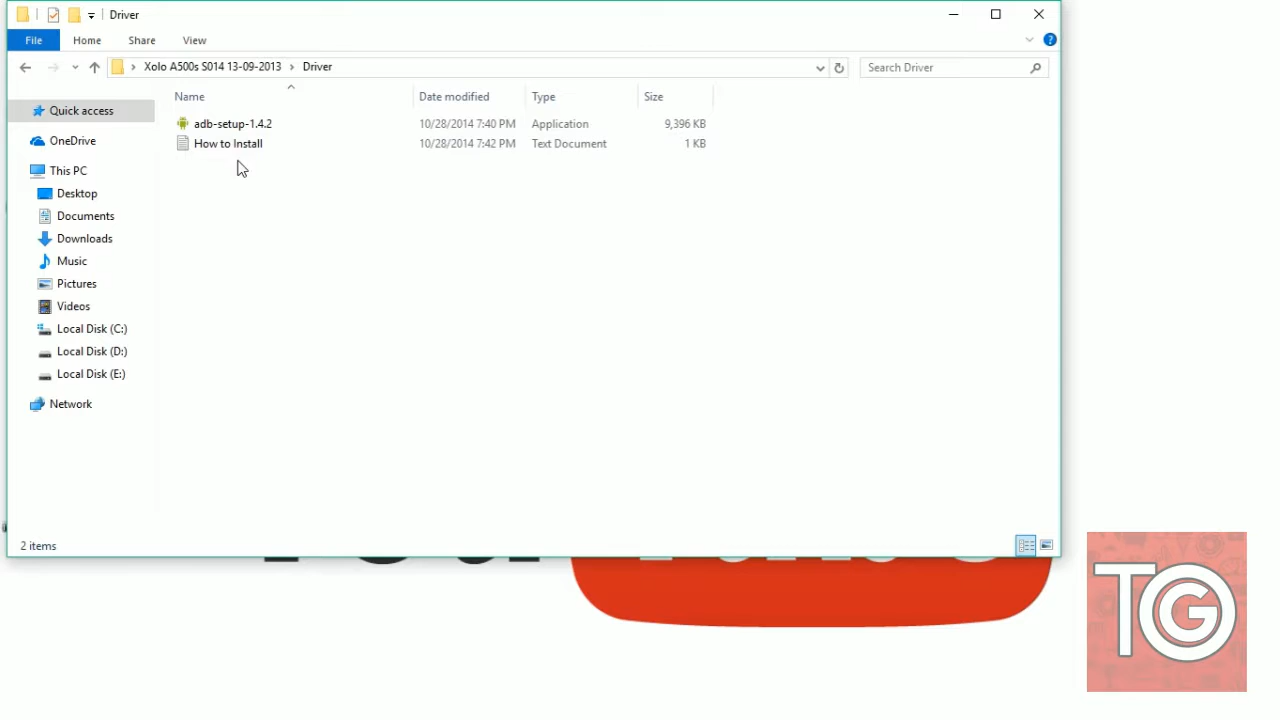 Driver
File Home Share View
Xolo A500s S014 13-09-2013 Driver Search Driver
Name Date modified Type Size
Quick access
adb-setup-1.4.2 10/28/2014 7:40 PM Application 9,396 KB
How to Install 10/28/2014 7:42 PM Text Document 1 KB
OneDrive
This PC
Desktop
Documents
Downloads
Music
Pictures
Videos
Local Disk (C:)
Local Disk (D:)
Local Disk (E:)
Network
2 items
TG